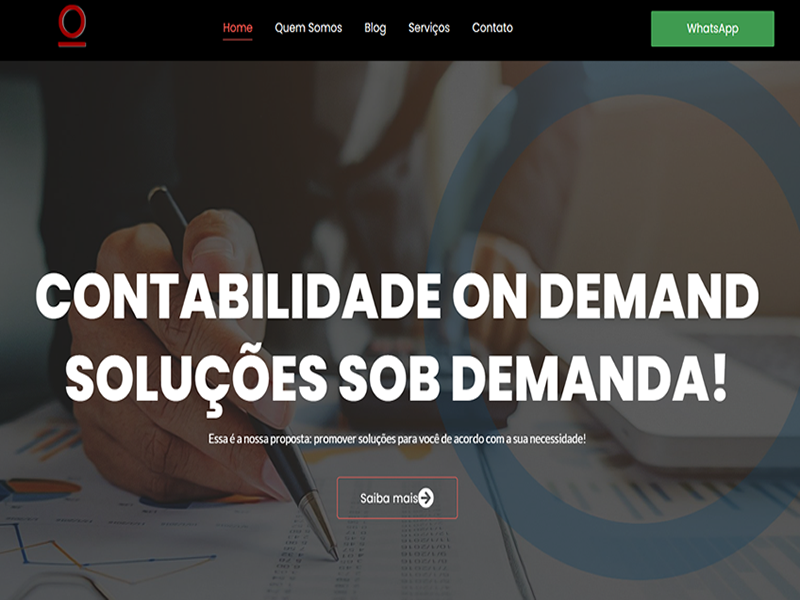 Home Quem Somos Blog Serviços Contato WhatsApp
CONTABILIDADE ON DEMAND
SOLUÇÕES SOB DEMANDA!
Essa é a nossa proposta: promover soluções para você de acordo com a sua necessidade!
Saiba mais